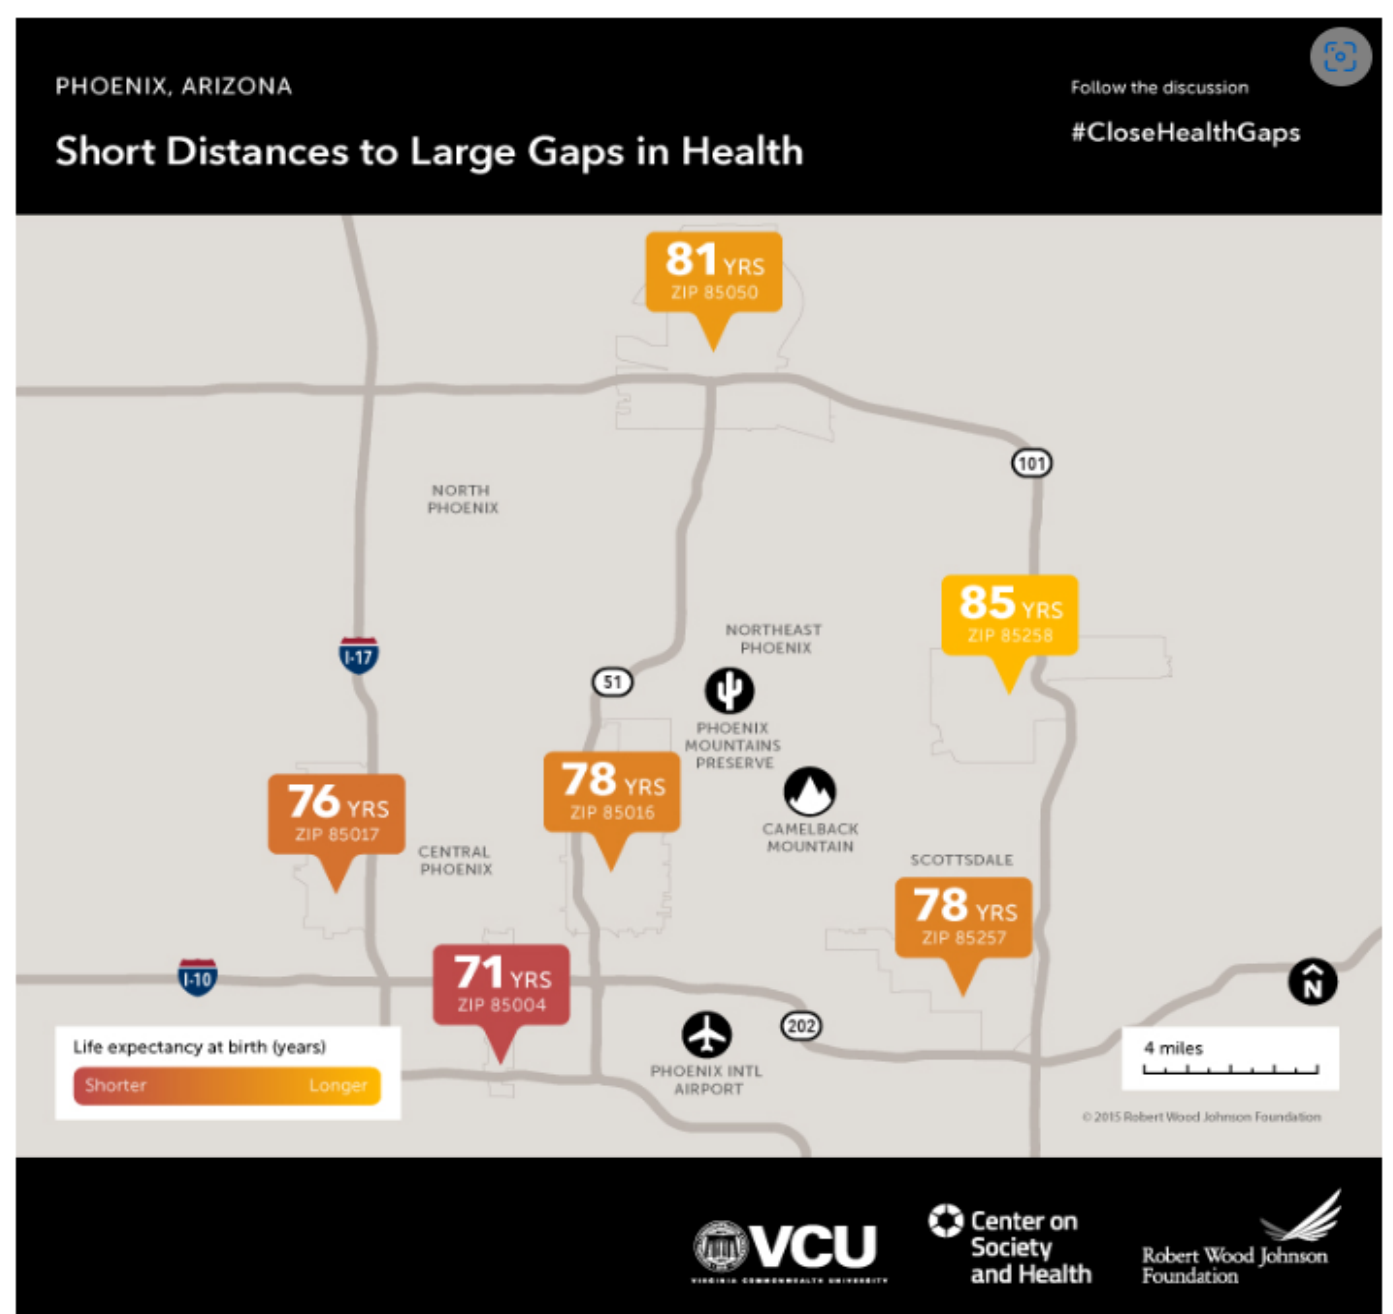 PHOENIX, ARIZONA
Short Distances to Large Gaps in Health
Follow the discussion
#CloseHealthGaps
81 YRS
ZIP 85050
101
NORTH
PHOENIX
85 YRS
ZIP 85258
NORTHEAST
PHOENIX
I-17
51
PHOENIX
MOUNTAINS
PRESERVE
78 YRS
ZIP 85016
76 YRS
ZIP 85017
CAMELBACK
MOUNTAIN
CENTRAL
PHOENIX
SCOTTSDALE
78 YRS
ZIP 85257
71 YRS
ZIP 85004
I-10
N
202
PHOENIX INTL
AIRPORT
Life expectancy at birth (years)
Shorter
Longer
4 miles
© 2015 Robert Wood Johnson Foundation
VCU
VIRGINIA COMMONWEALTH UNIVERSITY
Center on
Society
and Health
Robert Wood Johnson
Foundation